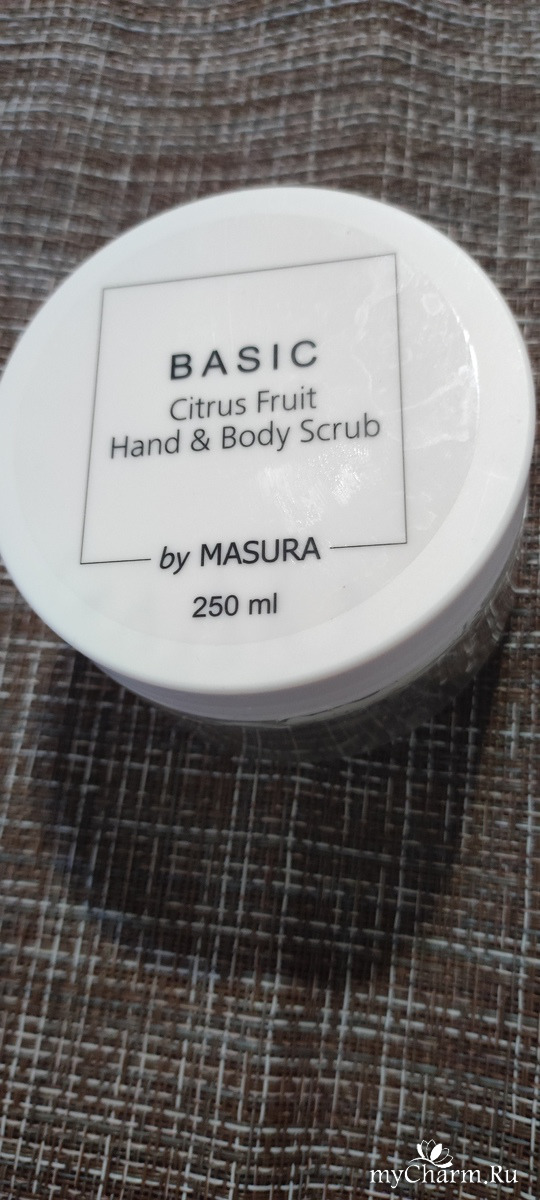 BASIC
Citrus Fruit
Hand & Body Scrub
by MASURA
250 ml
myCharm.Ru